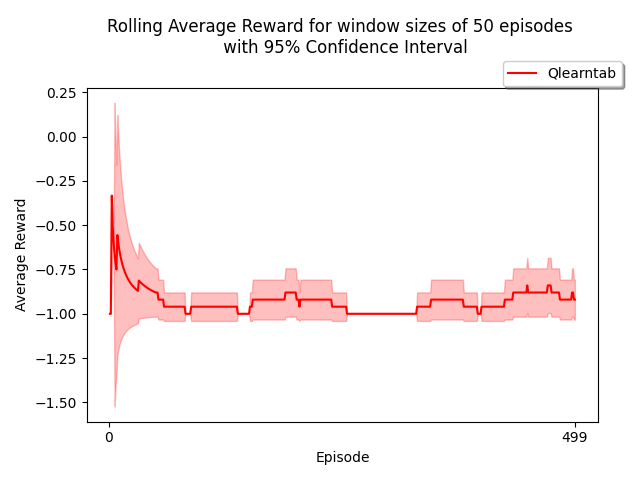 Rolling Average Reward for window sizes of 50 episodes
with 95% Confidence Interval
Qlearntab
0.25
0.00
−0.25
−0.50
−0.75
−1.00
−1.25
−1.50
Average Reward
0
499
Episode